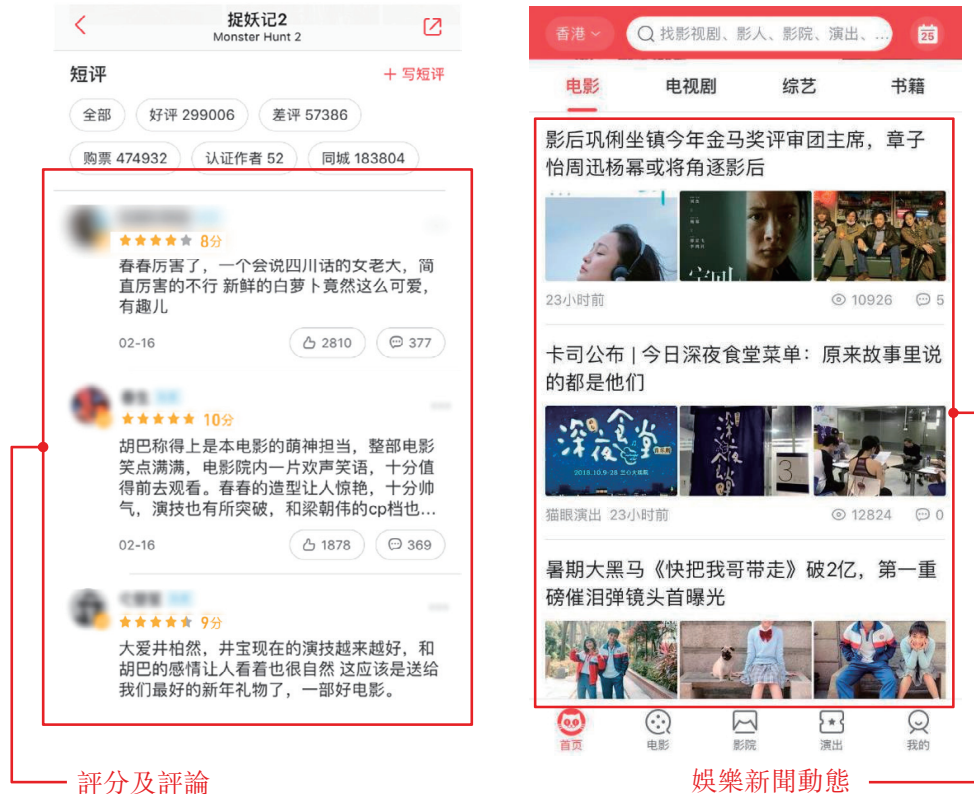 捉妖记2
Monster Hunt 2
短评
+ 写短评
全部
好评 299006
差评 57386
购票 474932
认证作者 52
同城 183804
8分
春春厉害了，一个会说四川话的女老大，简
直厉害的不行 新鲜的白萝卜竟然这么可爱，
有趣儿
02-16
2810
377
10分
胡巴称得上是本电影的萌神担当，整部电影
笑点满满，电影院内一片欢声笑语，十分值
得前去观看。春春的造型让人惊艳，十分帅
气，演技也有所突破，和梁朝伟的cp档也...
02-16
1878
369
9分
大爱井柏然，井宝现在的演技越来越好，和
胡巴的感情让人看着也很自然 这应该是送给
我们最好的新年礼物了，一部好电影。
評分及評論
香港
找影视剧、影人、影院、演出、...
25
电影
电视剧
综艺
书籍
影后巩俐坐镇今年金马奖评审团主席，章子
怡周迅杨幂或将角逐影后
23小时前
10926
5
卡司公布 | 今日深夜食堂菜单：原来故事里说
的都是他们
深夜食堂
2018.10.9-28
深夜食堂
3
猫眼演出 23小时前
12824
0
暑期大黑马《快把我哥带走》破2亿，第一重
磅催泪弹镜头首曝光
首页
电影
影院
演出
我的
娛樂新聞動態